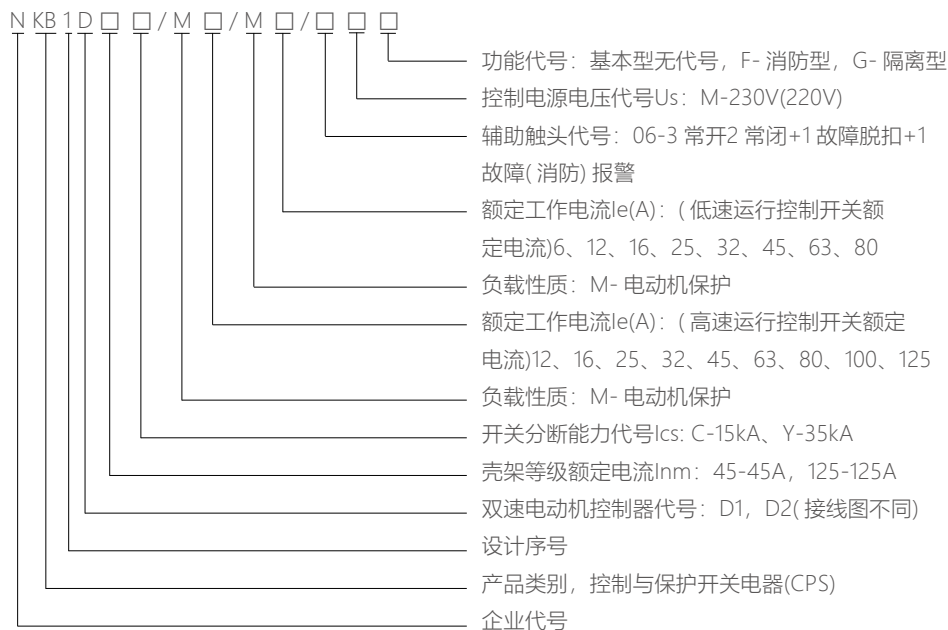 N KB 1 D □ □ / M □ / M □ / □ □ □
功能代号：基本型无代号，F- 消防型，G- 隔离型
控制电源电压代号Us：M-230V(220V)
辅助触头代号：06-3 常开2 常闭+1 故障脱扣+1
故障( 消防) 报警
额定工作电流Ie(A)：( 低速运行控制开关额
定电流)6、12、16、25、32、45、63、80
负载性质：M- 电动机保护
额定工作电流Ie(A)：( 高速运行控制开关额定
电流)12、16、25、32、45、63、80、100、125
负载性质：M- 电动机保护
开关分断能力代号Ics: C-15kA、Y-35kA
壳架等级额定电流Inm：45-45A，125-125A
双速电动机控制器代号：D1，D2( 接线图不同)
设计序号
产品类别，控制与保护开关电器(CPS)
企业代号